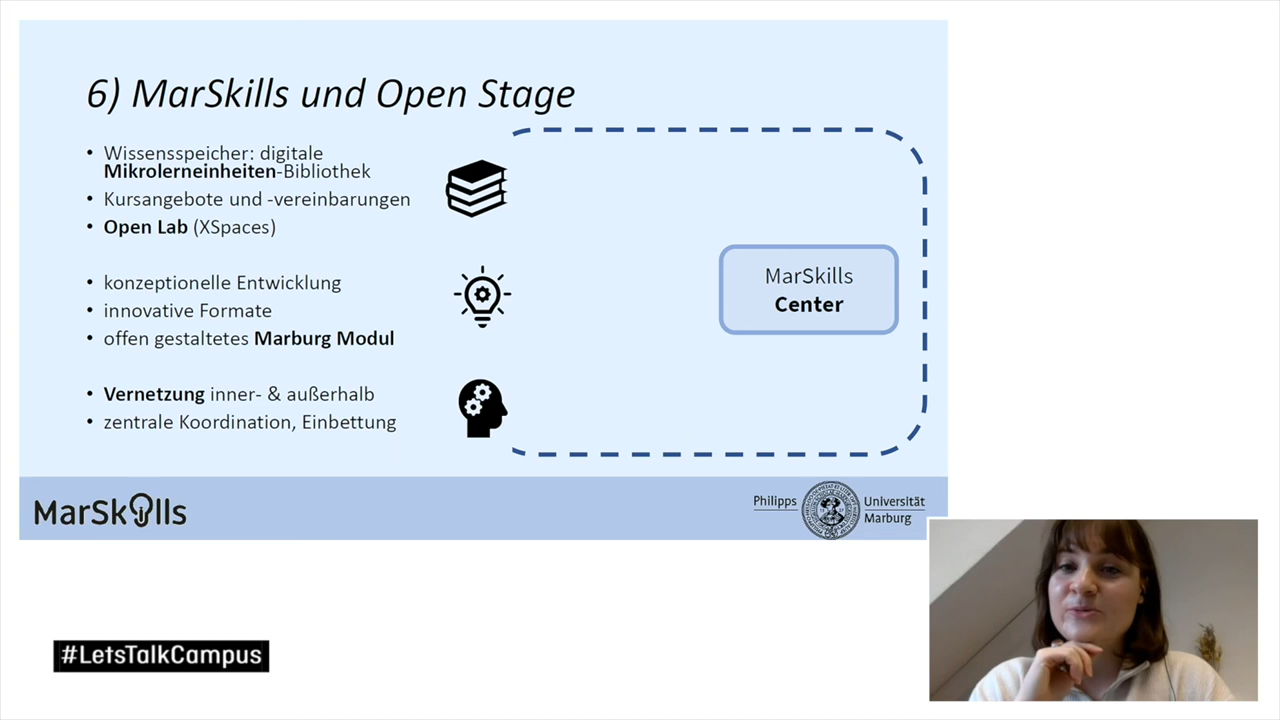 6) MarSkills und Open Stage
• Wissensspeicher: digitale
Mikrolerneinheiten-Bibliothek
• Kursangebote und -vereinbarungen
• Open Lab (XSpaces)
• konzeptionelle Entwicklung
• innovative Formate
• offen gestaltetes Marburg Modul
• Vernetzung inner- & außerhalb
• zentrale Koordination, Einbettung
MarSkills
Center
MarSkills
Philipps Universität
Marburg
#LetsTalkCampus